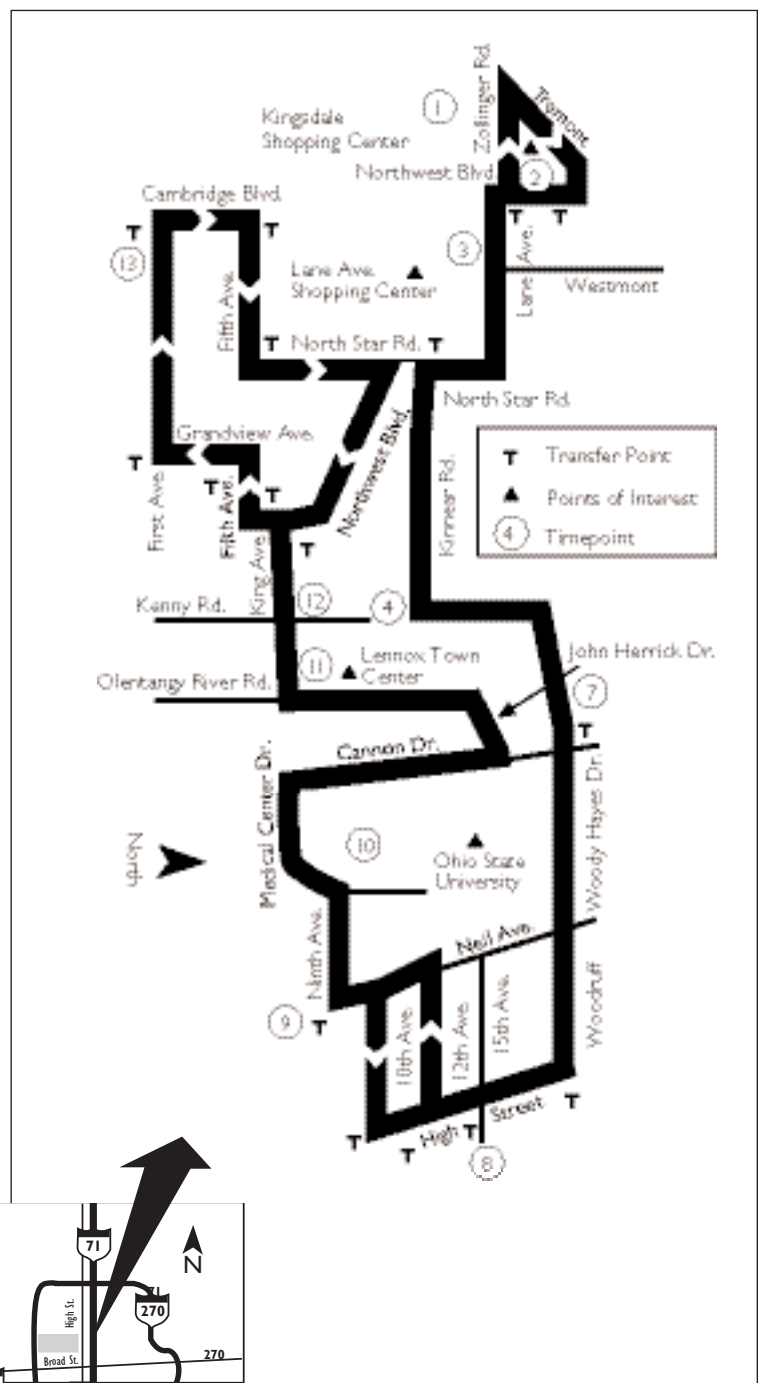 Zollinger Rd.
Tremont
1
Kingsdale
Shopping Center
Northwest Blvd.
2
Cambridge Blvd.
T
T
T
T
13
3
Lane Ave.
Shopping Center
Lane Ave.
Westmont
Fifth Ave.
T
North Star Rd.
T
North Star Rd.
Grandview Ave.
Northwest Blvd.
T Transfer Point
Points of Interest
4 Timepoint
T
T
T
First Ave.
Fifth Ave.
King Ave.
T
Kinnear Rd.
Kenny Rd.
12
4
11
Lennox Town
Center
John Herrick Dr.
Olentangy River Rd.
7
T
Cannon Dr.
Medical Center Dr.
Woody Hayes Dr.
North
10
Ohio State
University
Neil Ave.
Ninth Ave.
9
T
10th Ave.
12th Ave
15th Ave.
Woodruff
T
T
High
T
Street
T
8
71
N
71
270
High St.
Broad St.
270